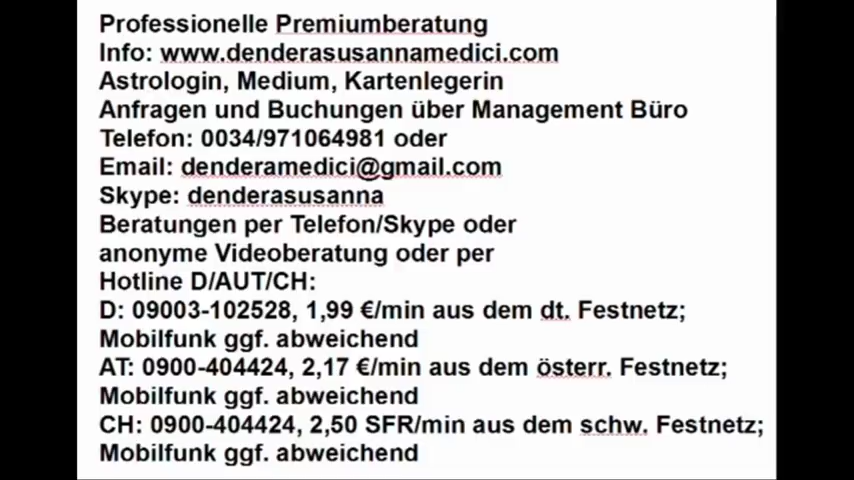 Professionelle Premiumberatung
Info: www.denderasusannamedici.com
Astrologin, Medium, Kartenlegerin
Anfragen und Buchungen über Management Büro
Telefon: 0034/971064981 oder
Email: denderamedici@gmail.com
Skype: denderasusanna
Beratungen per Telefon/Skype oder
anonyme Videoberatung oder per
Hotline D/AUT/CH:
D: 09003-102528, 1,99 €/min aus dem dt. Festnetz;
Mobilfunk ggf. abweichend
AT: 0900-404424, 2,17 €/min aus dem österr. Festnetz;
Mobilfunk ggf. abweichend
CH: 0900-404424, 2,50 SFR/min aus dem schw. Festnetz;
Mobilfunk ggf. abweichend